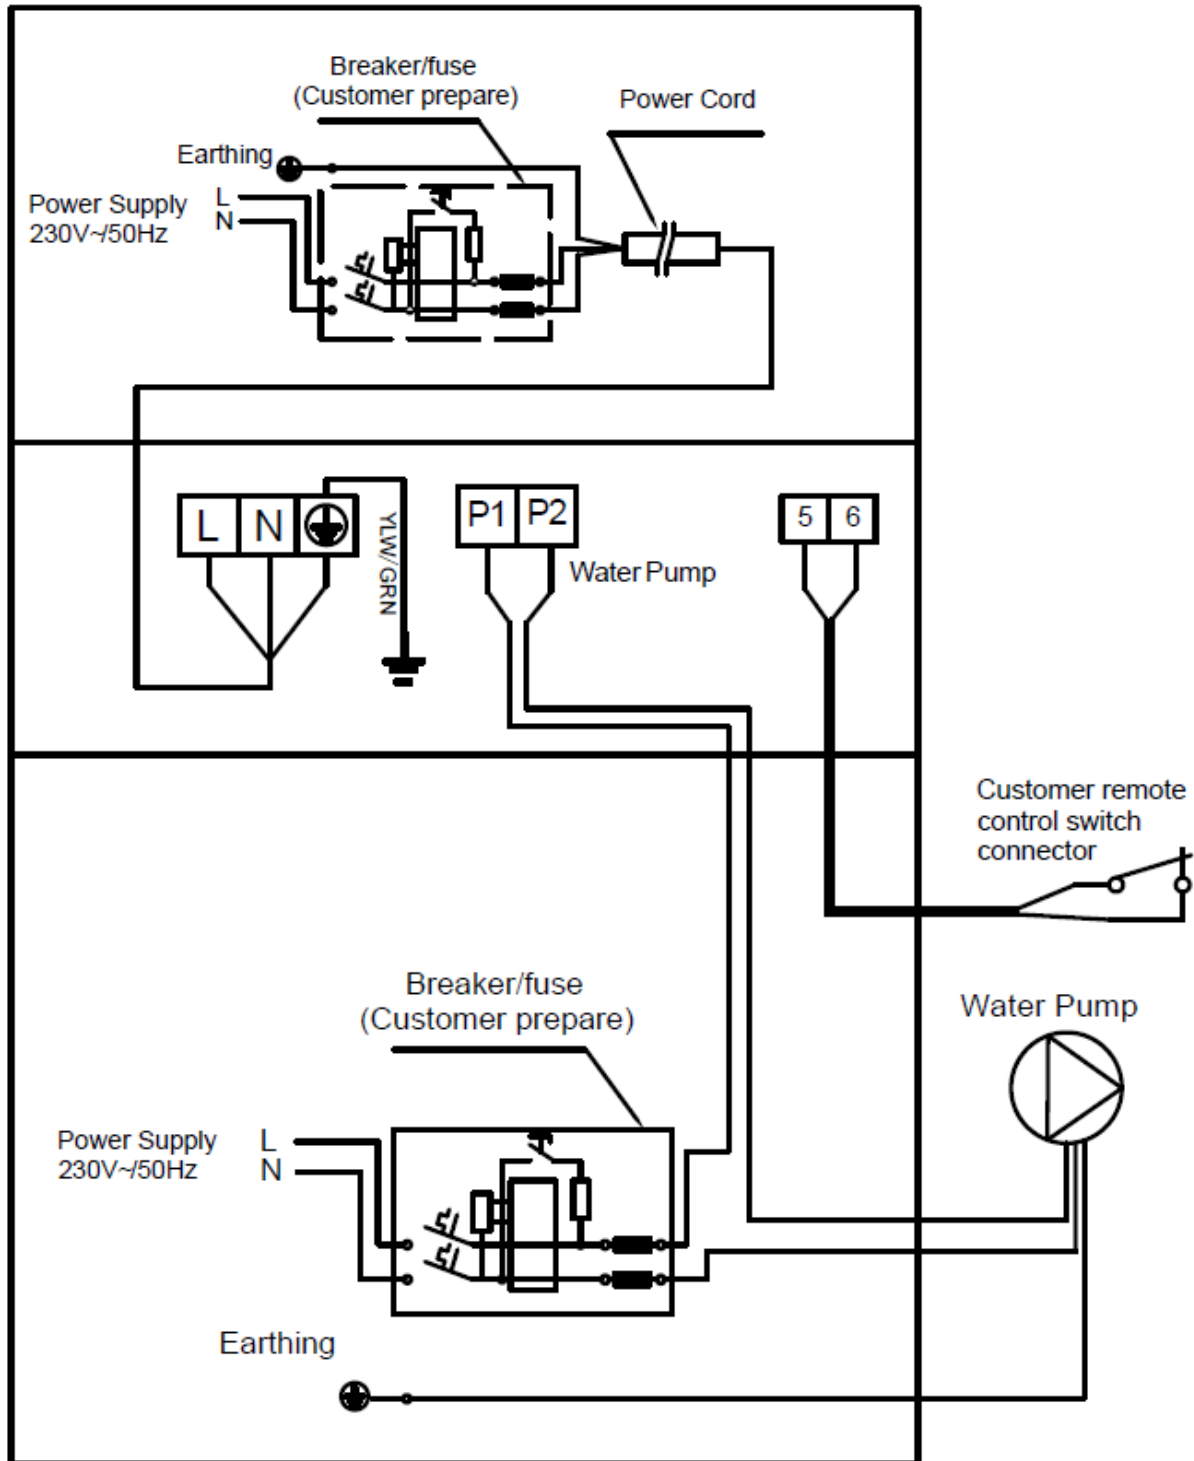 Breaker/fuse
(Customer prepare)
Power Cord
Earthing
Power Supply
230V~/50Hz
L
N
L N
YLW/GRN
P1 P2
Water Pump
5 6
Customer remote
control switch
connector
Breaker/fuse
(Customer prepare)
Water Pump
Power Supply
230V~/50Hz
L
N
Earthing